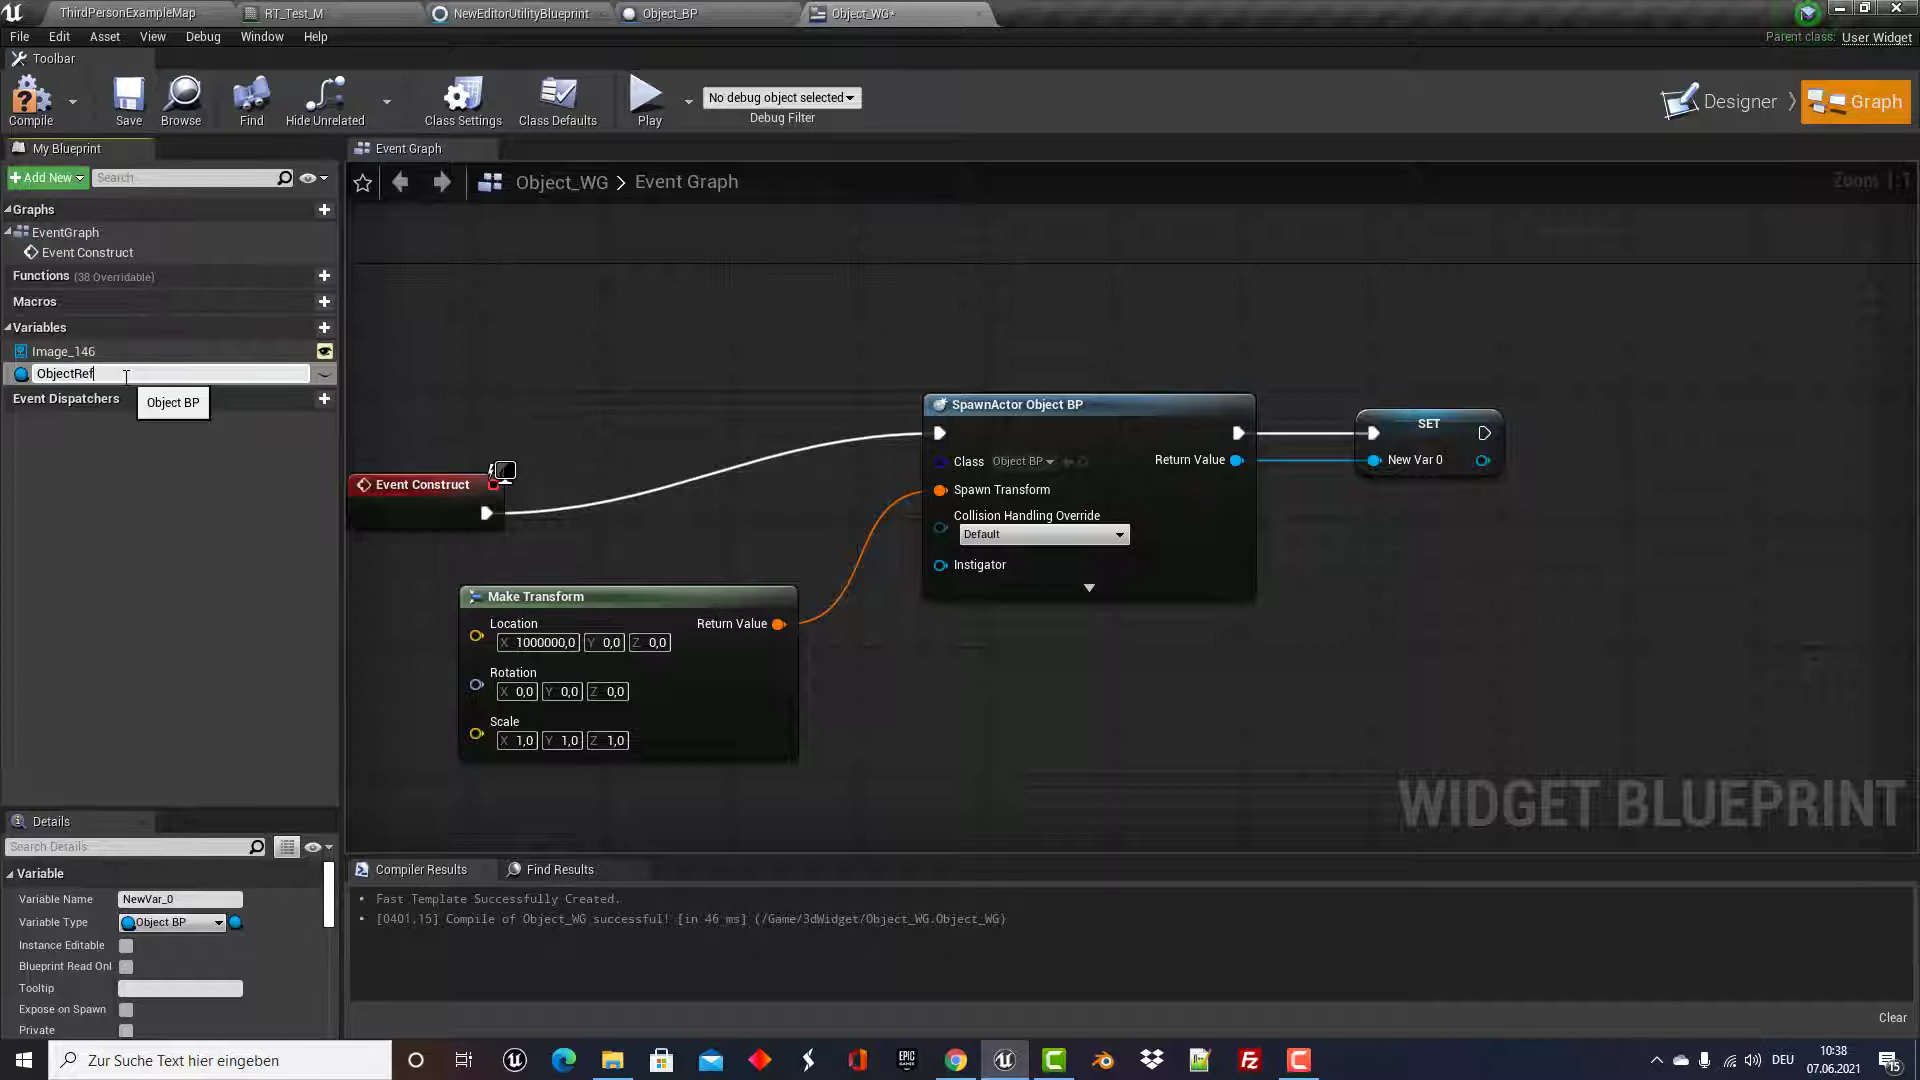 ThirdPersonExampleMap
RT_Test_M
NewEditorUtilityBlueprint
Object_BP
Object_WG*
File Edit Asset View Window Debug Help
Parent class: User Widget
Toolbar
Compile
Save
Browse
Find
Hide Unrelated
Class Settings
Class Defaults
Play
No debug object selected
Debug Filter
Designer
Graph
My Blueprint
Event Graph
Add New
Search
Object_WG > Event Graph
Zoom 1:1
Graphs
EventGraph
Event Construct
Functions (38 Overridable)
Macros
Variables
Image_146
ObjectRef
Object BP
Event Dispatchers
SpawnActor Object BP
Class Object BP
Return Value
Spawn Transform
Collision Handling Override
Default
Instigator
SET
New Var 0
Event Construct
Make Transform
Location
X 1000000,0 Y 0,0 Z 0,0
Return Value
Rotation
X 0,0 Y 0,0 Z 0,0
Scale
X 1,0 Y 1,0 Z 1,0
WIDGET BLUEPRINT
Details
Search Details
Variable
Variable Name NewVar_0
Variable Type Object BP
Instance Editable
Blueprint Read Onl
Tooltip
Expose on Spawn
Private
Compiler Results
Find Results
Fast Template Successfully Created.
[0401,15] Compile of Object_WG successful! [in 46 ms] (/Game/3dWidget/Object_WG.Object_WG)
Clear
Zur Suche Text hier eingeben
EPIC
DEU
10:38
07.06.2021
15